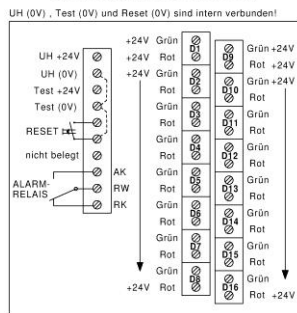 UH (0V) , Test (0V) und Reset (0V) sind intern verbunden!
UH +24V
UH (0V)
Test +24V
Test (0V)
RESET
nicht belegt
ALARM-
RELAIS
AK
RW
RK
+24V Grün
+24V Rot
D1
+24V Grün
Rot
D2
Grün
Rot
D3
Grün
Rot
D4
Grün
Rot
D5
Grün
Rot
D6
Grün
Rot
D7
Grün
+24V Rot
D8
D9
Grün +24V
Rot +24V
D10
Grün +24V
Rot
D11
Grün
Rot
D12
Grün
Rot
D13
Grün
Rot
D14
Grün
Rot
D15
Grün
Rot
D16
Grün
Rot +24V